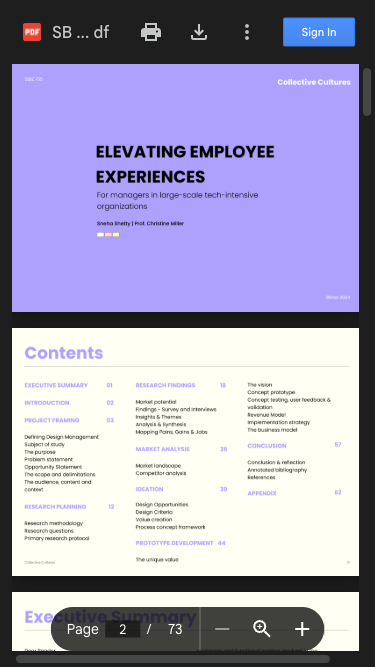 PDF
SB ... df
Sign In
Collective Cultures
ELEVATING EMPLOYEE
EXPERIENCES
For managers in large-scale tech-intensive
organizations
Sneha Shetty | Prof. Christine Miller
Winter 2024
Contents
EXECUTIVE SUMMARY 01
INTRODUCTION 02
PROJECT FRAMING 03
Defining Design Management
Subject of study
The purpose
Problem statement
Opportunity Statement
The scope and delimitations
The audience, content and
context
RESEARCH PLANNING 12
Research methodology
Research questions
Primary research protocol
RESEARCH FINDINGS 18
Market potential
Findings - Survey and Interviews
Insights & Themes
Analysis & Synthesis
Mapping Pains, Gains & Jobs
MARKET ANALYSIS
Market landscape
Competitor analysis
IDEATION 39
Design Opportunities
Design Criteria
Value creation
Process concept framework
PROTOTYPE DEVELOPMENT 44
The unique value
The vision
Concept prototype
Concept testing, user feedback &
validation
Revenue Model
Implementation strategy
The business model
CONCLUSION 57
Conclusion & reflection
Annotated bibliography
References
APPENDIX 63
Collective Cultures
Executive Summary
Page 2 / 73